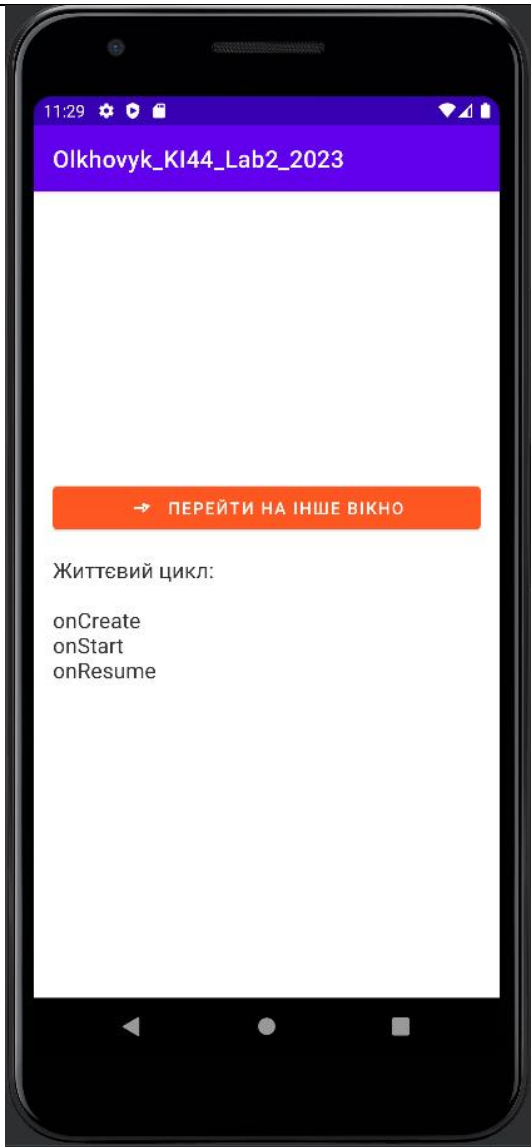 11:29
Olkhovyk_KI44_Lab2_2023
ПЕРЕЙТИ НА ІНШЕ ВІКНО
Життєвий цикл:
onCreate
onStart
onResume